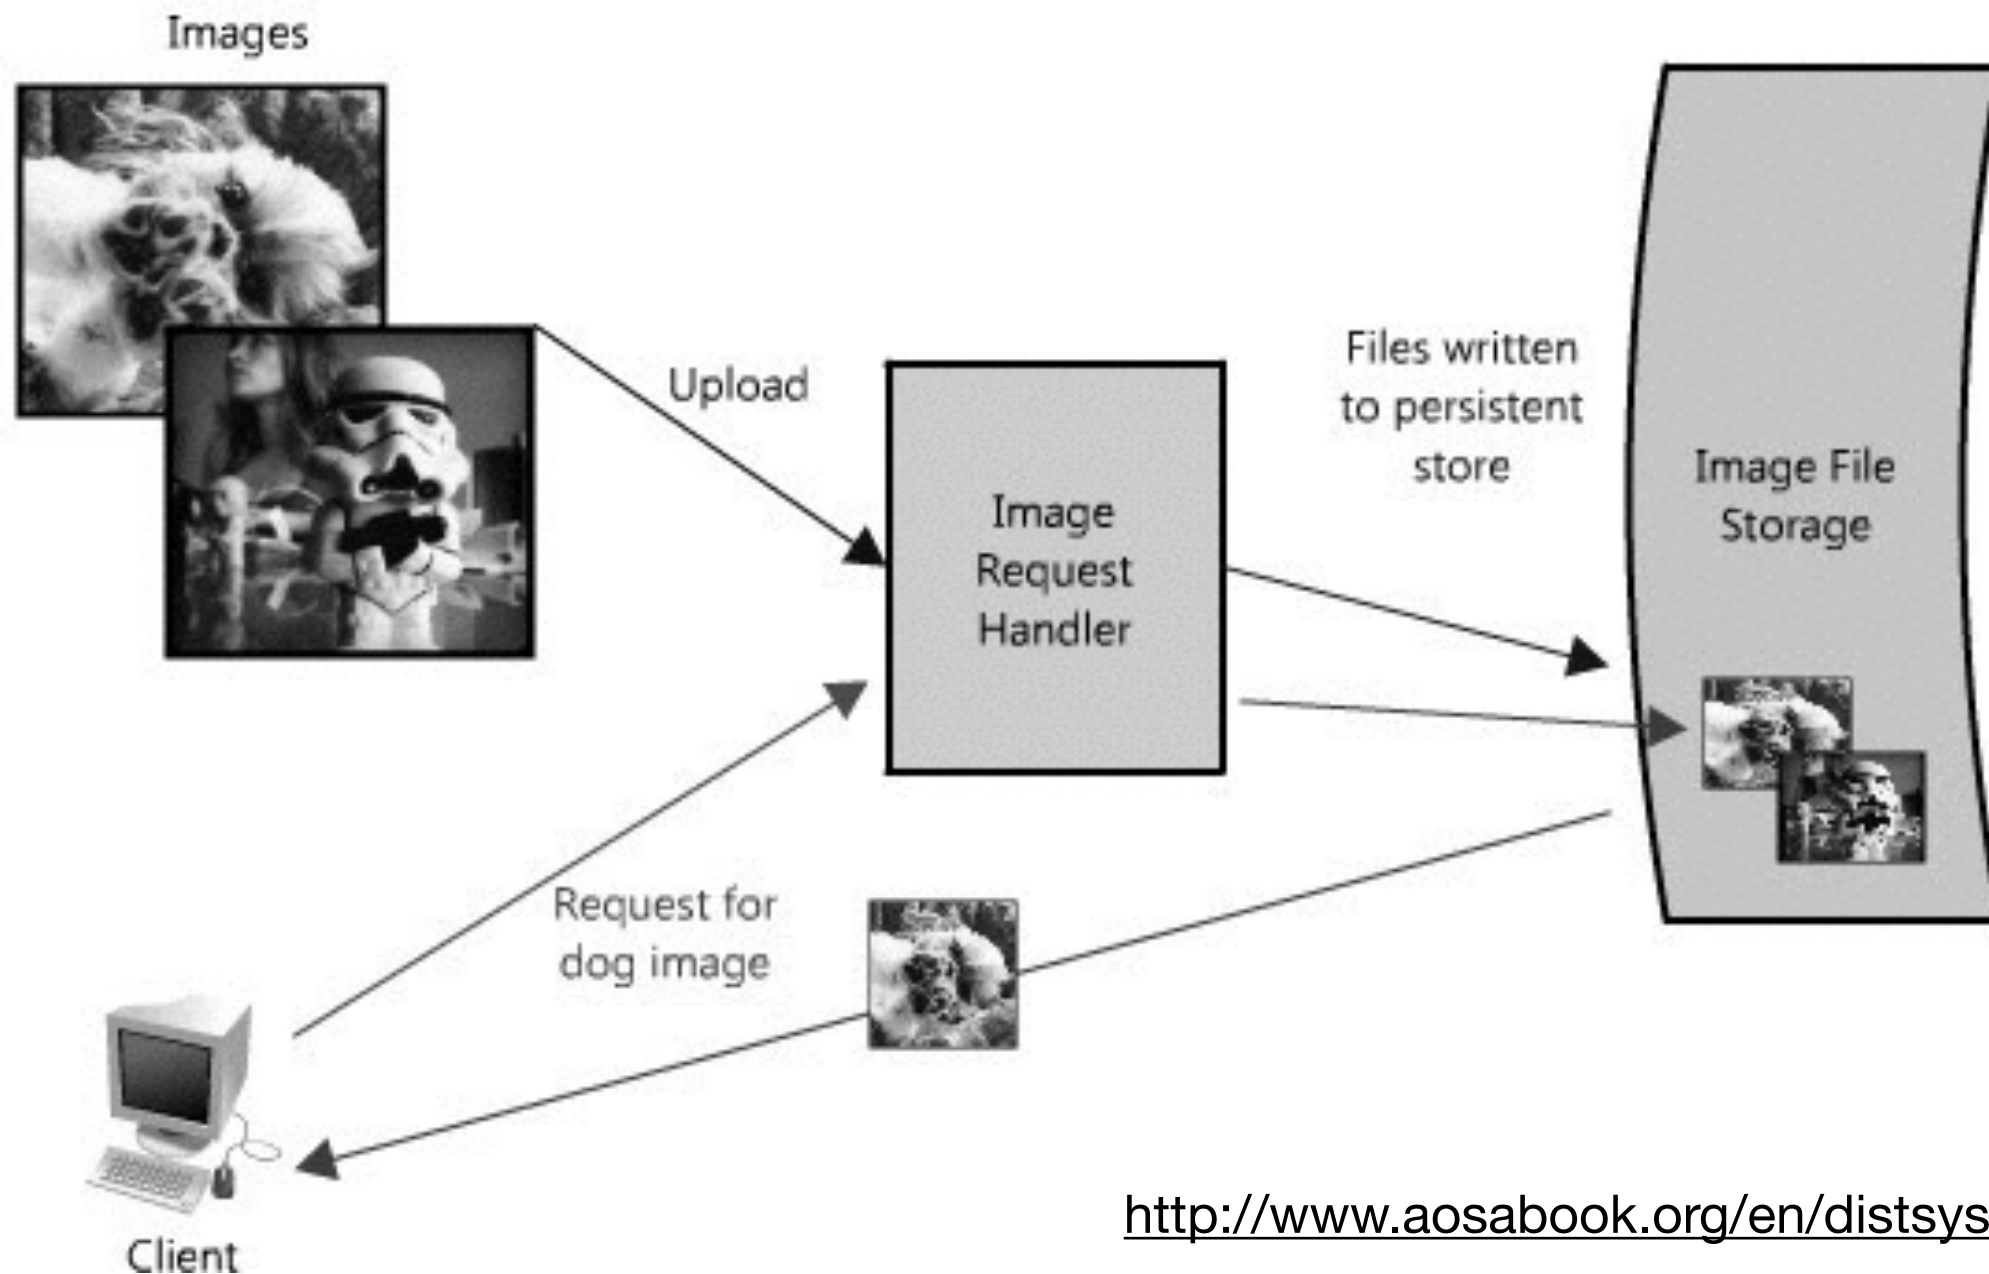 Images
Upload
Image
Request
Handler
Files written
to persistent
store
Image File
Storage
Request for
dog image
Client
http://www.aosabook.org/en/distsys